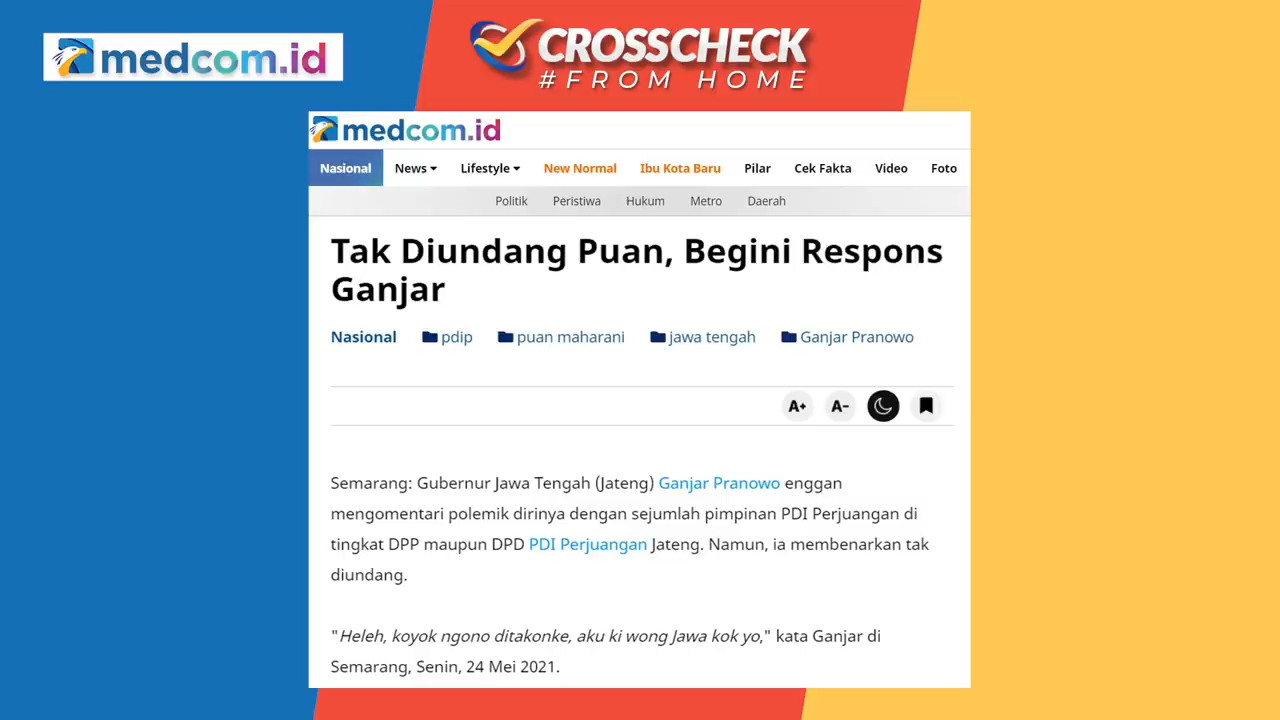 medcom.id
CROSSCHECK
#FROM HOME
medcom.id
Nasional News Lifestyle New Normal Ibu Kota Baru Pilar Cek Fakta Video Foto
Politik Peristiwa Hukum Metro Daerah
Tak Diundang Puan, Begini Respons
Ganjar
Nasional pdip puan maharani jawa tengah Ganjar Pranowo
A+ A-
Semarang: Gubernur Jawa Tengah (Jateng) Ganjar Pranowo enggan
mengomentari polemik dirinya dengan sejumlah pimpinan PDI Perjuangan di
tingkat DPP maupun DPD PDI Perjuangan Jateng. Namun, ia membenarkan tak
diundang.
"Heleh, koyok ngono ditakonke, aku ki wong Jawa kok yo," kata Ganjar di
Semarang, Senin, 24 Mei 2021.